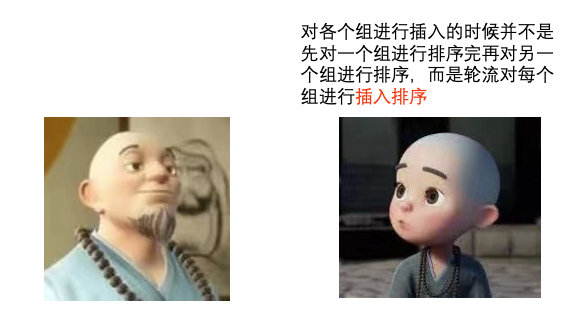 对各个组进行插入的时候并不是
先对一个组进行排序完再对另一
个组进行排序，而是轮流对每个
组进行插入排序